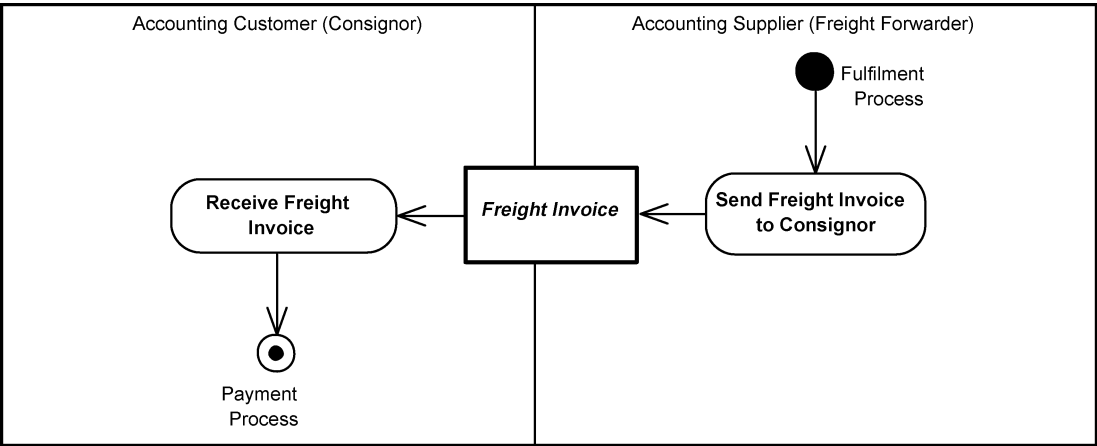 Accounting Customer (Consignor)
Accounting Supplier (Freight Forwarder)
Fulfilment
Process
Receive Freight
Invoice
Freight Invoice
Send Freight Invoice
to Consignor
Payment
Process